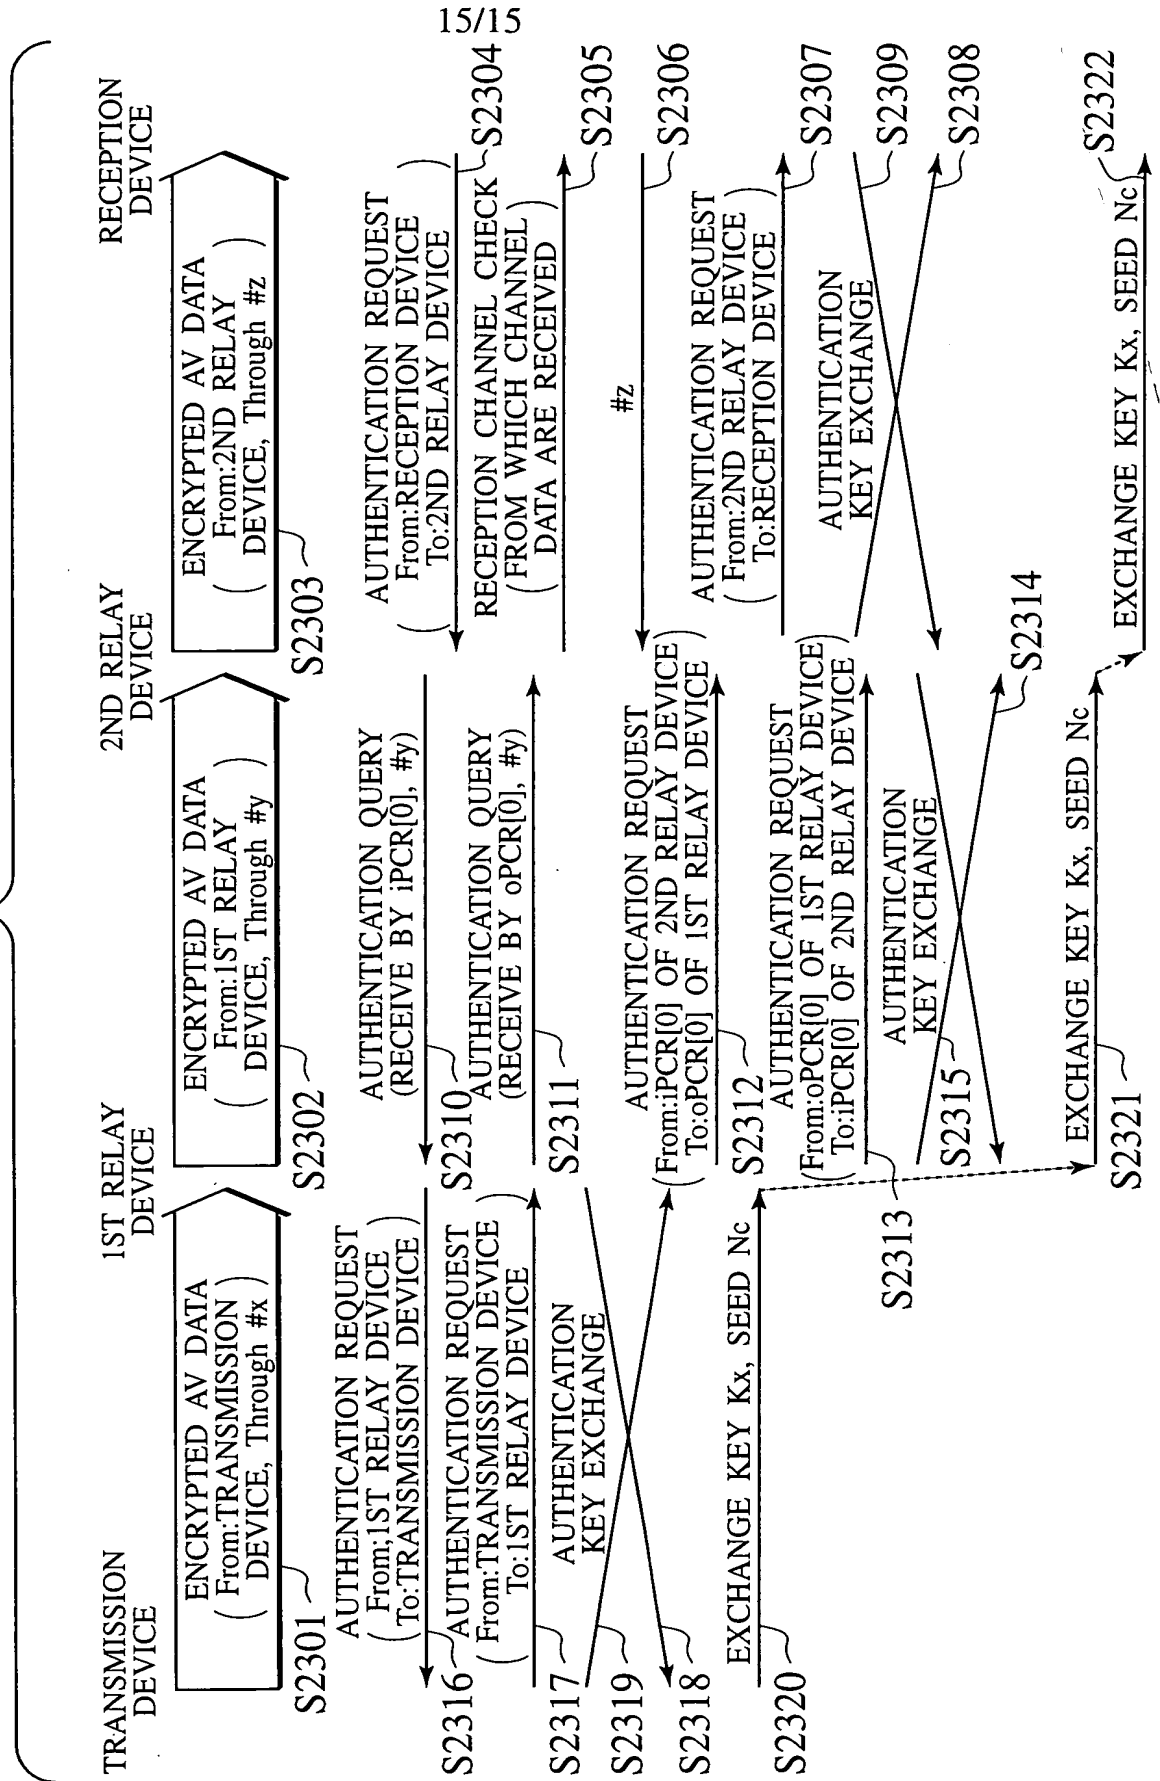 15/15
TRANSMISSION
DEVICE
1ST RELAY
DEVICE
2ND RELAY
DEVICE
RECEPTION
DEVICE
ENCRYPTED AV DATA
(From:TRANSMISSION
DEVICE, Through #x)
S2301
ENCRYPTED AV DATA
(From:1ST RELAY
DEVICE, Through #y)
S2302
ENCRYPTED AV DATA
(From:2ND RELAY
DEVICE, Through #z)
S2303
AUTHENTICATION REQUEST
(From:RECEPTION DEVICE
To:2ND RELAY DEVICE)
S2304
RECEPTION CHANNEL CHECK
(FROM WHICH CHANNEL
DATA ARE RECEIVED)
S2305
#z
S2306
AUTHENTICATION REQUEST
(From:2ND RELAY DEVICE
To:RECEPTION DEVICE)
S2307
AUTHENTICATION
KEY EXCHANGE
S2309
S2308
AUTHENTICATION QUERY
(RECEIVE BY iPCR[0], #y)
S2310
AUTHENTICATION QUERY
(RECEIVE BY oPCR[0], #y)
S2311
AUTHENTICATION REQUEST
(From:iPCR[0] OF 2ND RELAY DEVICE
To:oPCR[0] OF 1ST RELAY DEVICE)
S2312
AUTHENTICATION REQUEST
(From:oPCR[0] OF 1ST RELAY DEVICE
To:iPCR[0] OF 2ND RELAY DEVICE)
S2313
AUTHENTICATION
KEY EXCHANGE
S2315
S2314
AUTHENTICATION REQUEST
(From;1ST RELAY DEVICE
To:TRANSMISSION DEVICE)
S2316
AUTHENTICATION REQUEST
(From:TRANSMISSION DEVICE
To:1ST RELAY DEVICE)
S2317
AUTHENTICATION
KEY EXCHANGE
S2319
S2318
EXCHANGE KEY Kx, SEED Nc
S2320
EXCHANGE KEY Kx, SEED Nc
S2321
EXCHANGE KEY Kx, SEED Nc
S2322